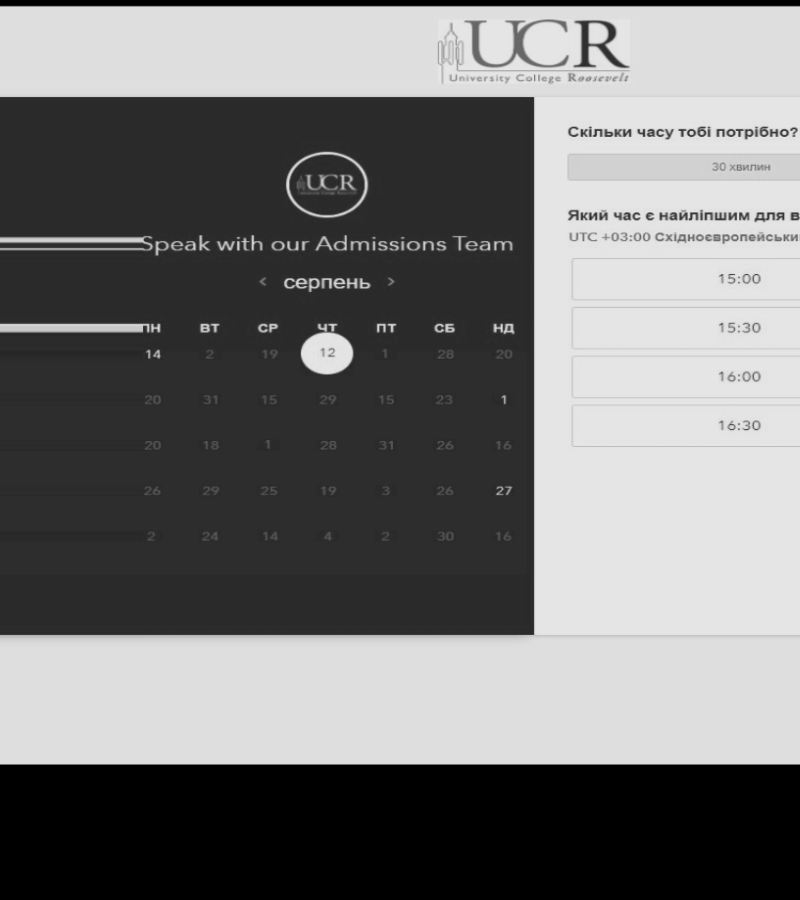 UCR
University College Roosevelt
UCR
Speak with our Admissions Team
< серпень >
ПН ВТ СР ЧТ ПТ СБ НД
14 2 19 12 1 28 20
20 31 15 29 15 23 1
20 18 1 28 31 26 16
26 29 25 19 3 26 27
2 24 14 4 2 30 16
Скільки часу тобі потрібно?
30 хвилин
Який час є найліпшим для в
UTC +03:00 Східноєвропейськи
15:00
15:30
16:00
16:30